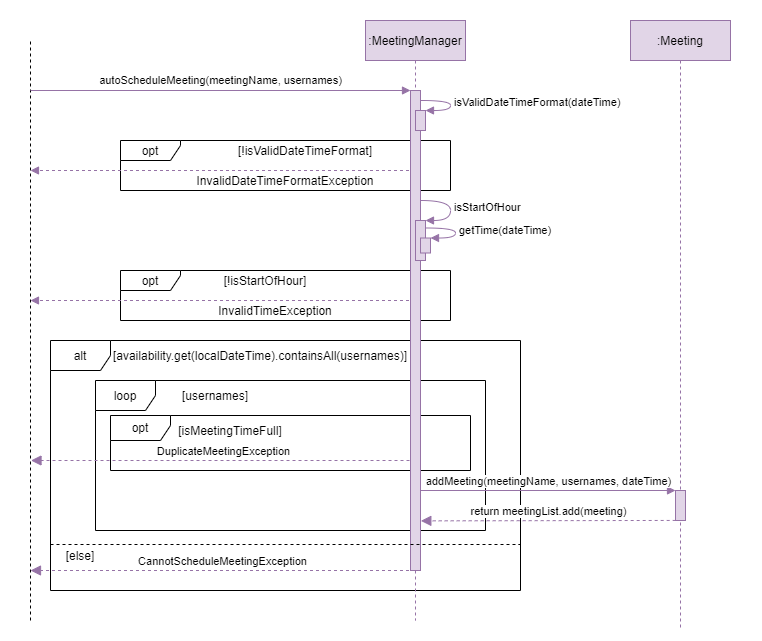 :MeetingManager
:Meeting
autoScheduleMeeting(meetingName, usernames)
isValidDateTimeFormat(dateTime)
opt
[!isValidDateTimeFormat]
InvalidDateTimeFormatException
isStartOfHour
getTime(dateTime)
opt
[!isStartOfHour]
InvalidTimeException
alt
[availability.get(localDateTime).containsAll(usernames)]
loop
[usernames]
opt
[isMeetingTimeFull]
DuplicateMeetingException
addMeeting(meetingName, usernames, dateTime)
return meetingList.add(meeting)
[else]
CannotScheduleMeetingException